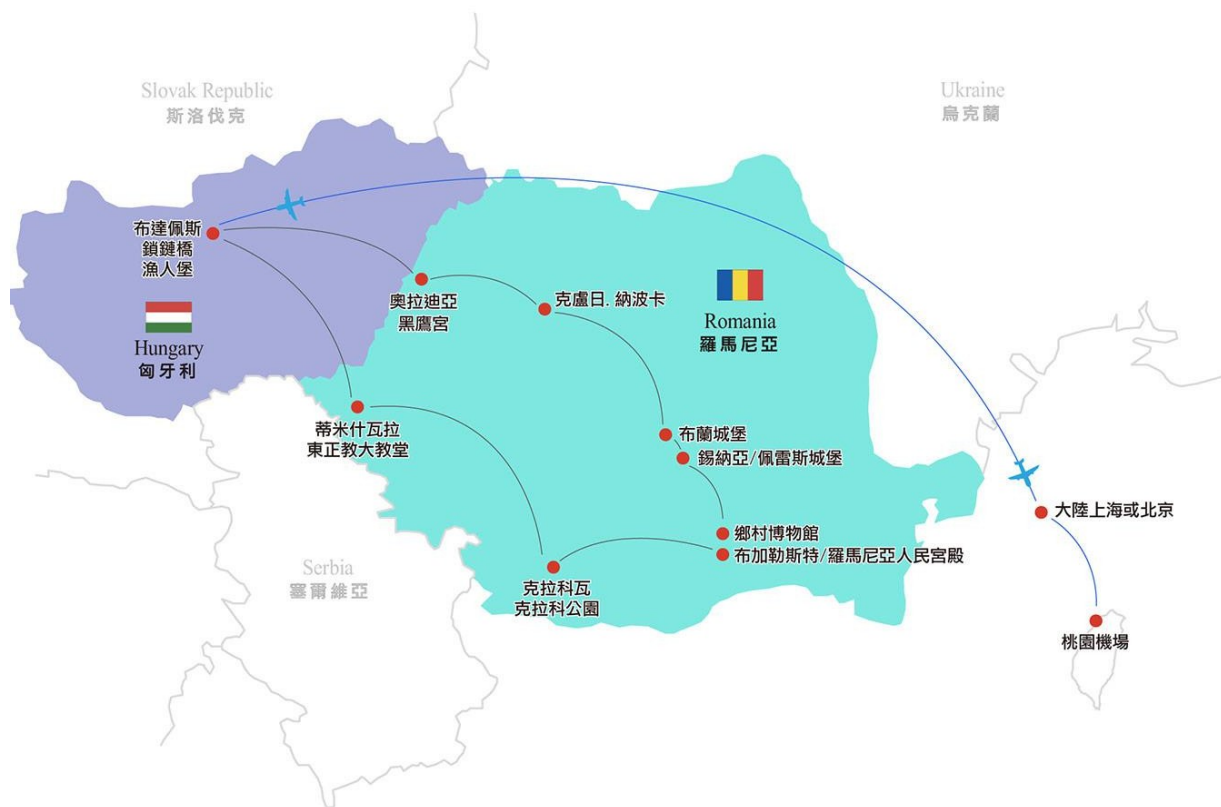 Slovak Republic
斯洛伐克
Ukraine
烏克蘭
布達佩斯
鎖鏈橋
漁人堡
Hungary
匈牙利
奧拉迪亞
黑鷹宮
克盧日. 納波卡
Romania
羅馬尼亞
蒂米什瓦拉
東正教大教堂
布蘭城堡
錫納亞/佩雷斯城堡
大陸上海或北京
鄉村博物館
布加勒斯特/羅馬尼亞人民宮殿
Serbia
塞爾維亞
克拉科瓦
克拉科公園
桃園機場